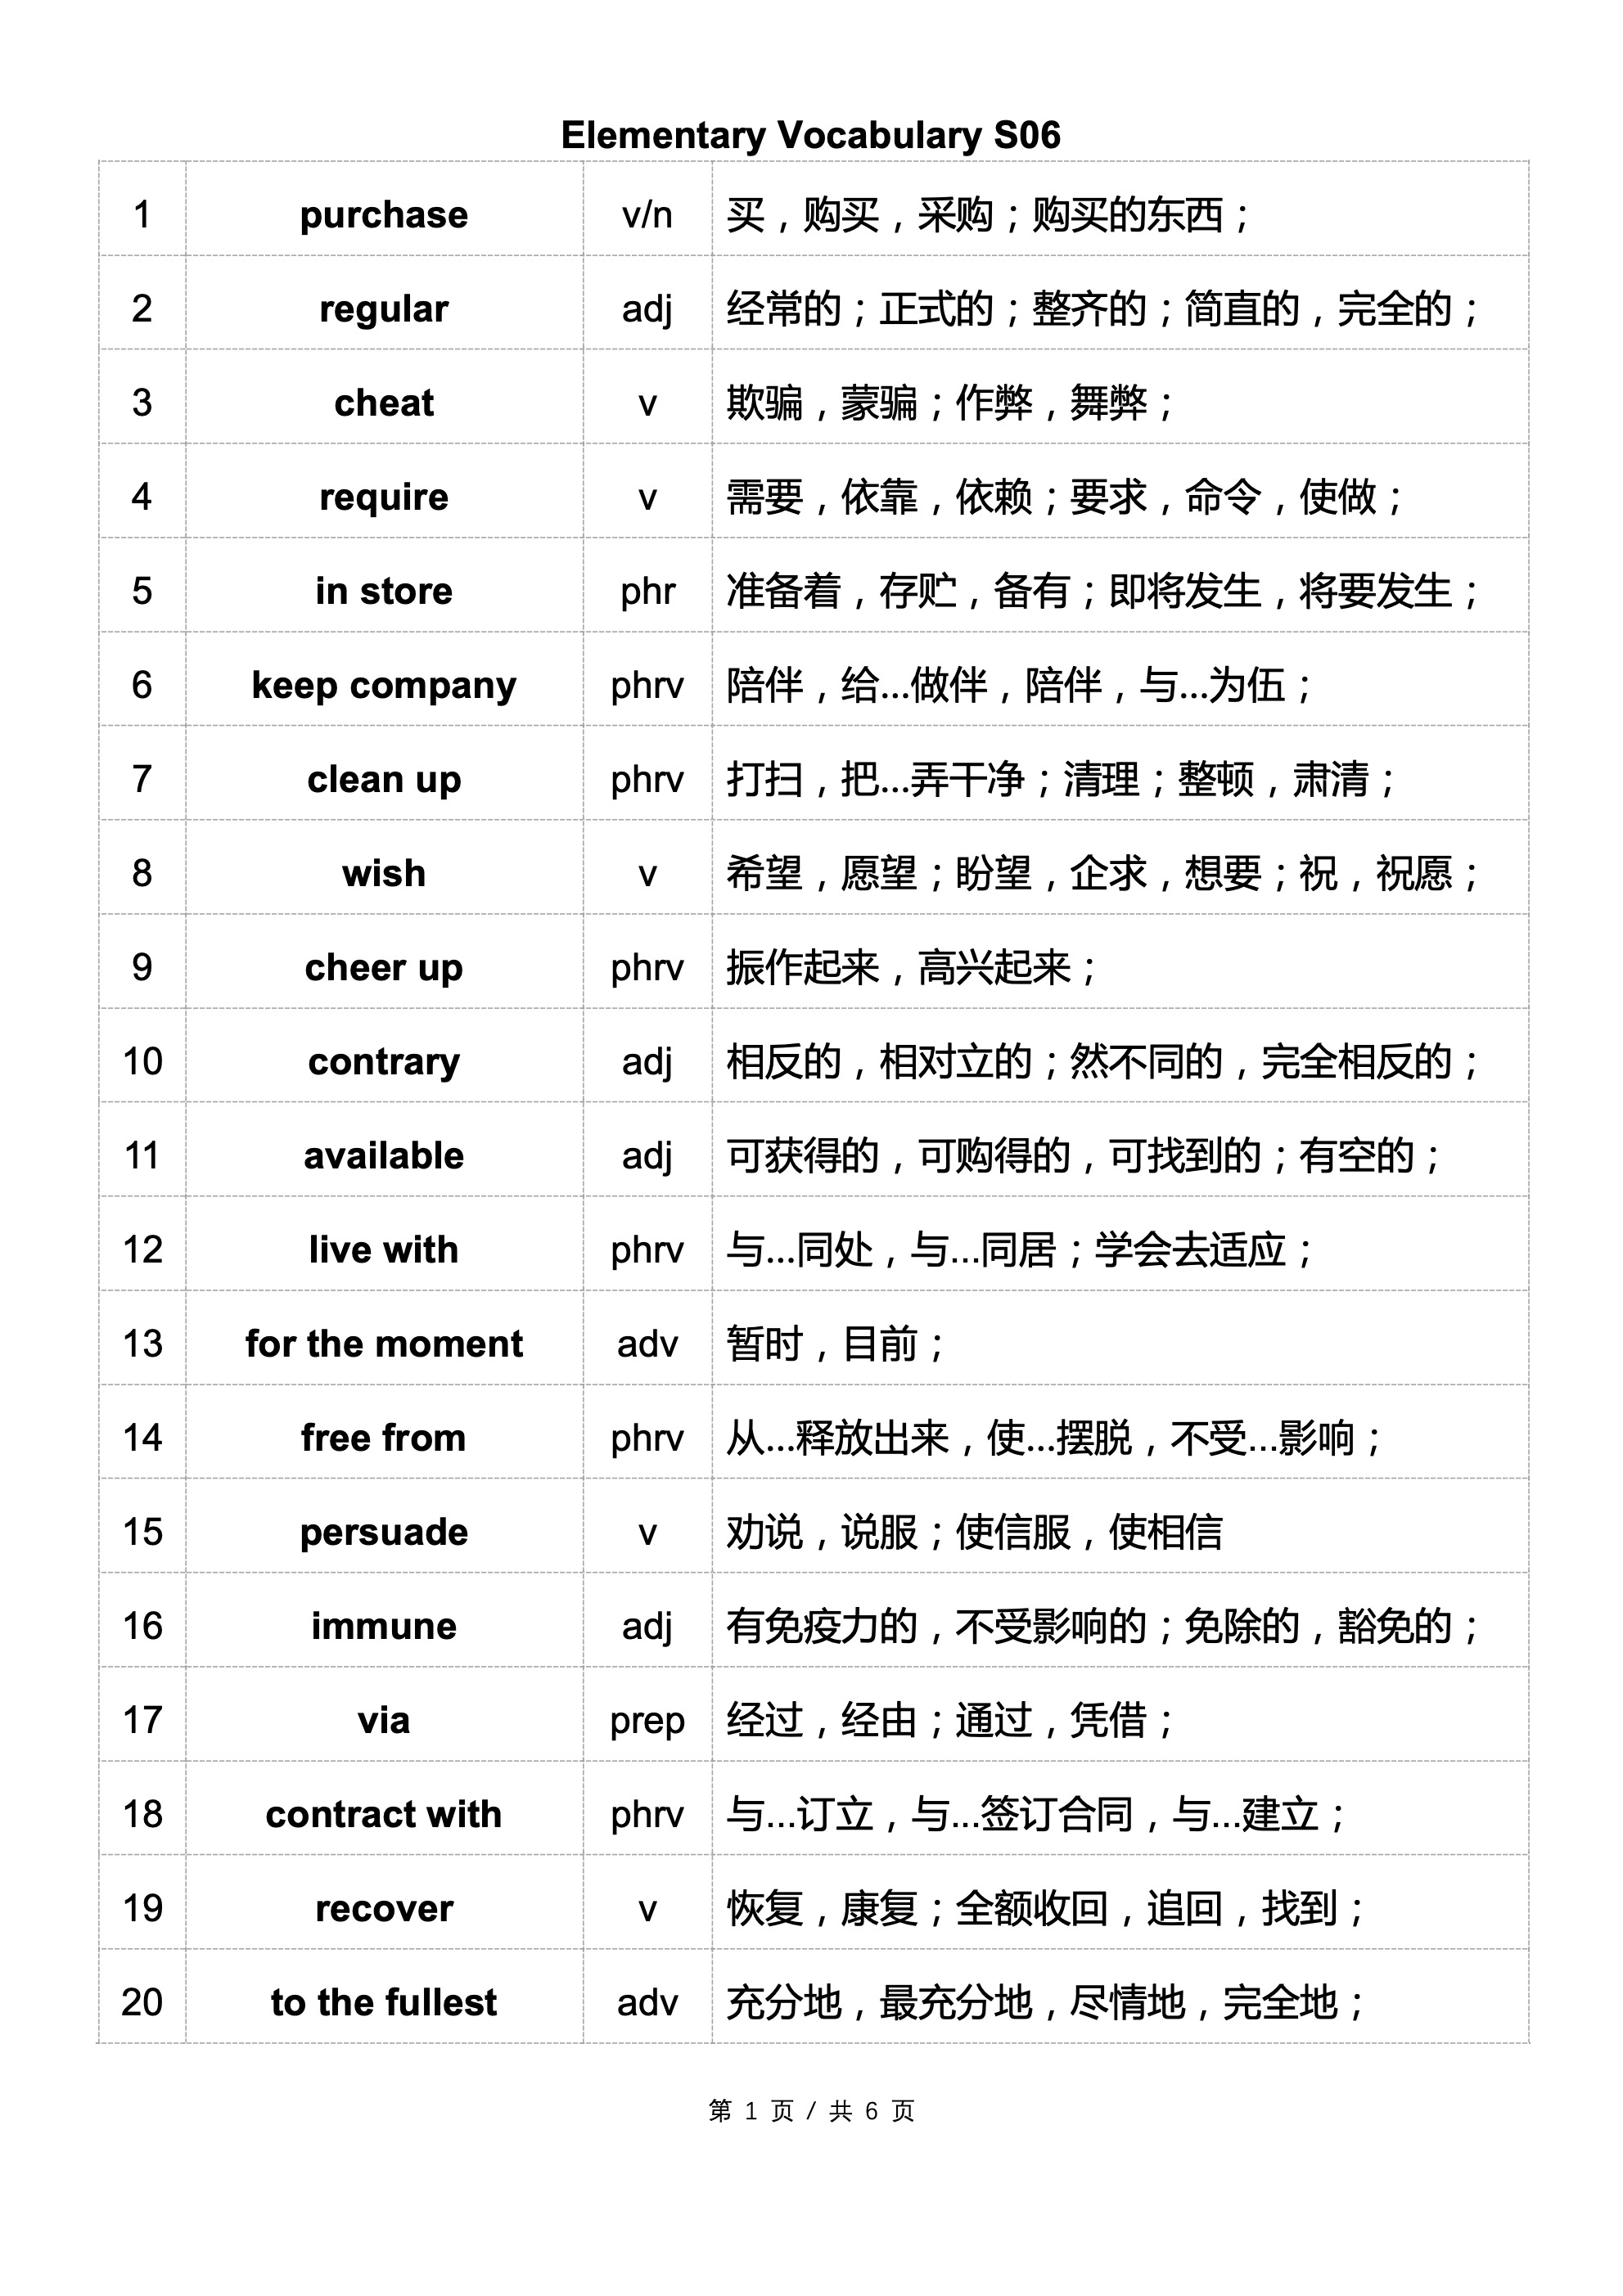 Elementary Vocabulary S06
1 purchase v/n 买，购买，采购；购买的东西；
2 regular adj 经常的；正式的；整齐的；简直的，完全的；
3 cheat v 欺骗，蒙骗；作弊，舞弊；
4 require v 需要，依靠，依赖；要求，命令，使做；
5 in store phr 准备着，存贮，备有；即将发生，将要发生；
6 keep company phrv 陪伴，给...做伴，陪伴，与...为伍；
7 clean up phrv 打扫，把...弄干净；清理；整顿，肃清；
8 wish v 希望，愿望；盼望，企求，想要；祝，祝愿；
9 cheer up phrv 振作起来，高兴起来；
10 contrary adj 相反的，相对立的；然不同的，完全相反的；
11 available adj 可获得的，可购得的，可找到的；有空的；
12 live with phrv 与...同处，与...同居；学会去适应；
13 for the moment adv 暂时，目前；
14 free from phrv 从...释放出来，使...摆脱，不受...影响；
15 persuade v 劝说，说服；使信服，使相信
16 immune adj 有免疫力的，不受影响的；免除的，豁免的；
17 via prep 经过，经由；通过，凭借；
18 contract with phrv 与...订立，与...签订合同，与...建立；
19 recover v 恢复，康复；全额收回，追回，找到；
20 to the fullest adv 充分地，最充分地，尽情地，完全地；
第 1 页 / 共 6 页